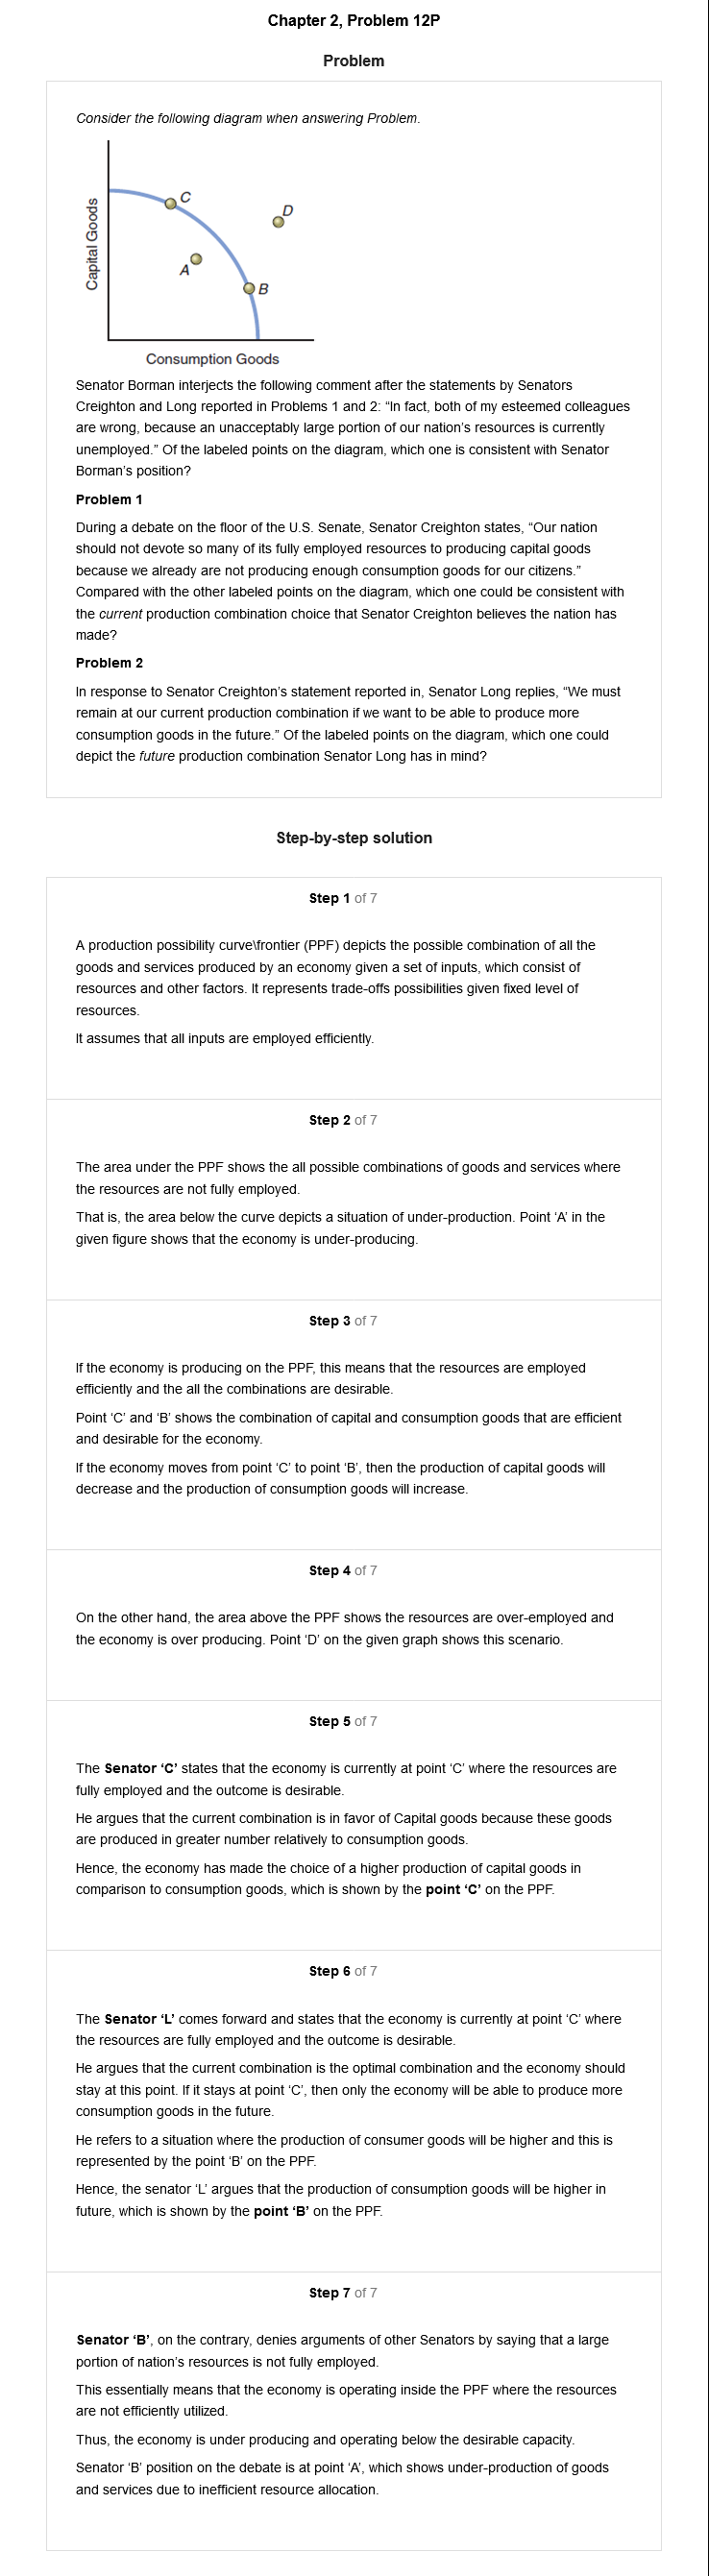 Chapter 2, Problem 12P
Problem
Consider the following diagram when answering Problem.
C
D
Capital Goods
A
B
Consumption Goods
Senator Borman interjects the following comment after the statements by Senators
Creighton and Long reported in Problems 1 and 2: “In fact, both of my esteemed colleagues
are wrong, because an unacceptably large portion of our nation’s resources is currently
unemployed.” Of the labeled points on the diagram, which one is consistent with Senator
Borman’s position?
Problem 1
During a debate on the floor of the U.S. Senate, Senator Creighton states, “Our nation
should not devote so many of its fully employed resources to producing capital goods
because we already are not producing enough consumption goods for our citizens.”
Compared with the other labeled points on the diagram, which one could be consistent with
the current production combination choice that Senator Creighton believes the nation has
made?
Problem 2
In response to Senator Creighton’s statement reported in, Senator Long replies, “We must
remain at our current production combination if we want to be able to produce more
consumption goods in the future.” Of the labeled points on the diagram, which one could
depict the future production combination Senator Long has in mind?
Step-by-step solution
Step 1 of 7
A production possibility curve\frontier (PPF) depicts the possible combination of all the
goods and services produced by an economy given a set of inputs, which consist of
resources and other factors. It represents trade-offs possibilities given fixed level of
resources.
It assumes that all inputs are employed efficiently.
Step 2 of 7
The area under the PPF shows the all possible combinations of goods and services where
the resources are not fully employed.
That is, the area below the curve depicts a situation of under-production. Point ‘A’ in the
given figure shows that the economy is under-producing.
Step 3 of 7
If the economy is producing on the PPF, this means that the resources are employed
efficiently and the all the combinations are desirable.
Point ‘C’ and ‘B’ shows the combination of capital and consumption goods that are efficient
and desirable for the economy.
If the economy moves from point ‘C’ to point ‘B’, then the production of capital goods will
decrease and the production of consumption goods will increase.
Step 4 of 7
On the other hand, the area above the PPF shows the resources are over-employed and
the economy is over producing. Point ‘D’ on the given graph shows this scenario.
Step 5 of 7
The Senator ‘C’ states that the economy is currently at point ‘C’ where the resources are
fully employed and the outcome is desirable.
He argues that the current combination is in favor of Capital goods because these goods
are produced in greater number relatively to consumption goods.
Hence, the economy has made the choice of a higher production of capital goods in
comparison to consumption goods, which is shown by the point ‘C’ on the PPF.
Step 6 of 7
The Senator ‘L’ comes forward and states that the economy is currently at point ‘C’ where
the resources are fully employed and the outcome is desirable.
He argues that the current combination is the optimal combination and the economy should
stay at this point. If it stays at point ‘C’, then only the economy will be able to produce more
consumption goods in the future.
He refers to a situation where the production of consumer goods will be higher and this is
represented by the point ‘B’ on the PPF.
Hence, the senator ‘L’ argues that the production of consumption goods will be higher in
future, which is shown by the point ‘B’ on the PPF.
Step 7 of 7
Senator ‘B’, on the contrary, denies arguments of other Senators by saying that a large
portion of nation’s resources is not fully employed.
This essentially means that the economy is operating inside the PPF where the resources
are not efficiently utilized.
Thus, the economy is under producing and operating below the desirable capacity.
Senator ‘B’ position on the debate is at point ‘A’, which shows under-production of goods
and services due to inefficient resource allocation.